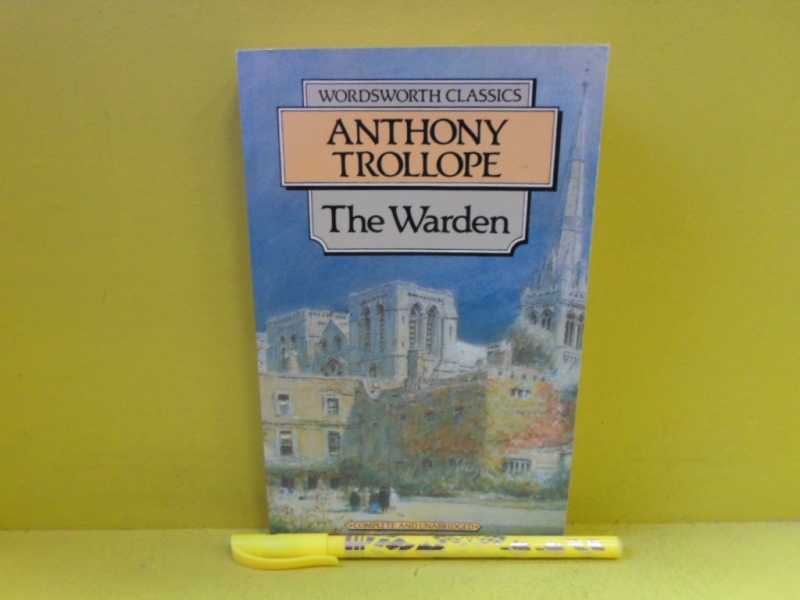 WORDSWORTH CLASSICS
ANTHONY
TROLLOPE
The Warden
•COMPLETE AND UNABRIDGED•